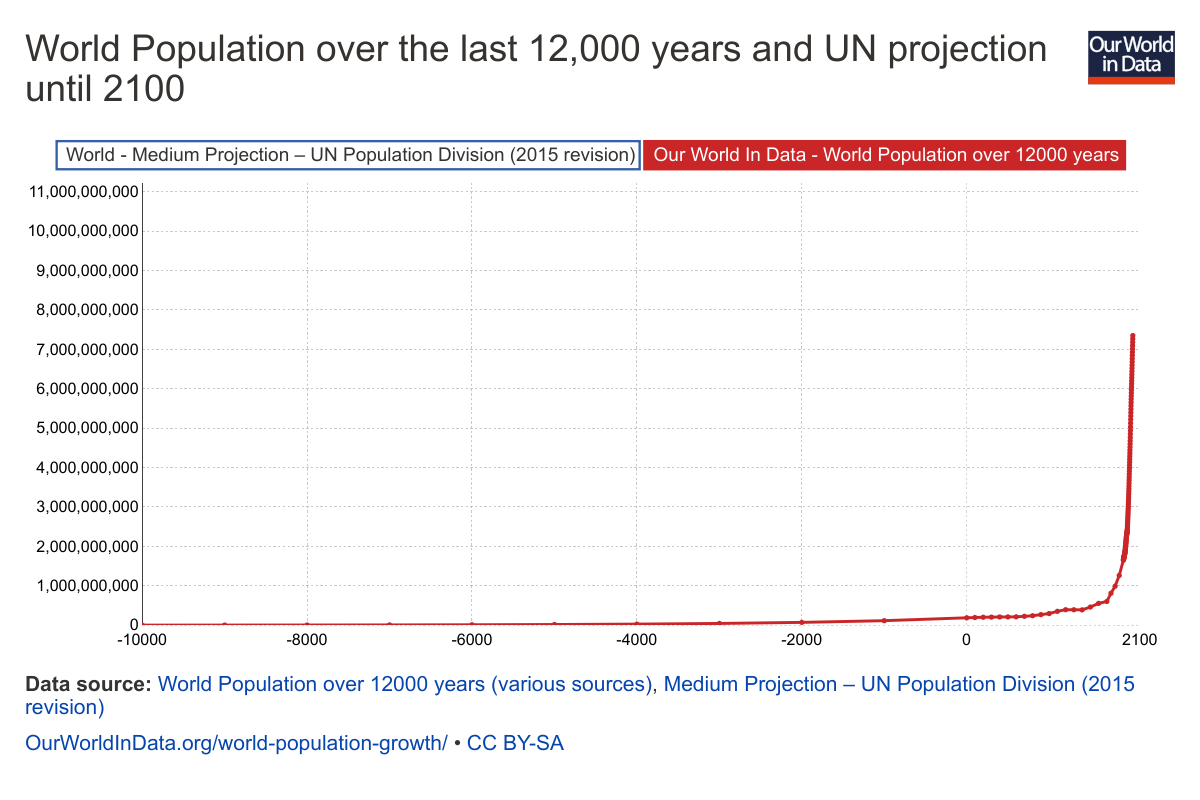 World Population over the last 12,000 years and UN projection
until 2100
Our World
in Data
World - Medium Projection – UN Population Division (2015 revision)
Our World In Data - World Population over 12000 years
11,000,000,000
10,000,000,000
9,000,000,000
8,000,000,000
7,000,000,000
6,000,000,000
5,000,000,000
4,000,000,000
3,000,000,000
2,000,000,000
1,000,000,000
0
-10000
-8000
-6000
-4000
-2000
0
2100
Data source: World Population over 12000 years (various sources), Medium Projection – UN Population Division (2015
revision)
OurWorldInData.org/world-population-growth/ • CC BY-SA